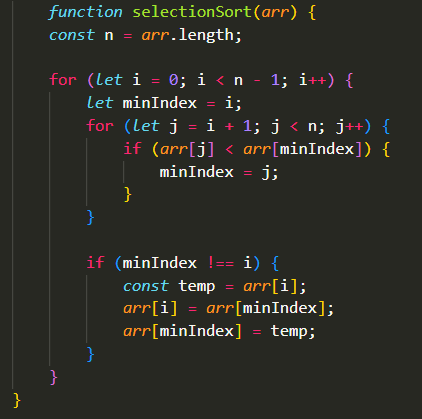 function selectionSort(arr) {
const n = arr.length;
for (let i = 0; i < n - 1; i++) {
let minIndex = i;
for (let j = i + 1; j < n; j++) {
if (arr[j] < arr[minIndex]) {
minIndex = j;
}
}
if (minIndex !== i) {
const temp = arr[i];
arr[i] = arr[minIndex];
arr[minIndex] = temp;
}
}
}